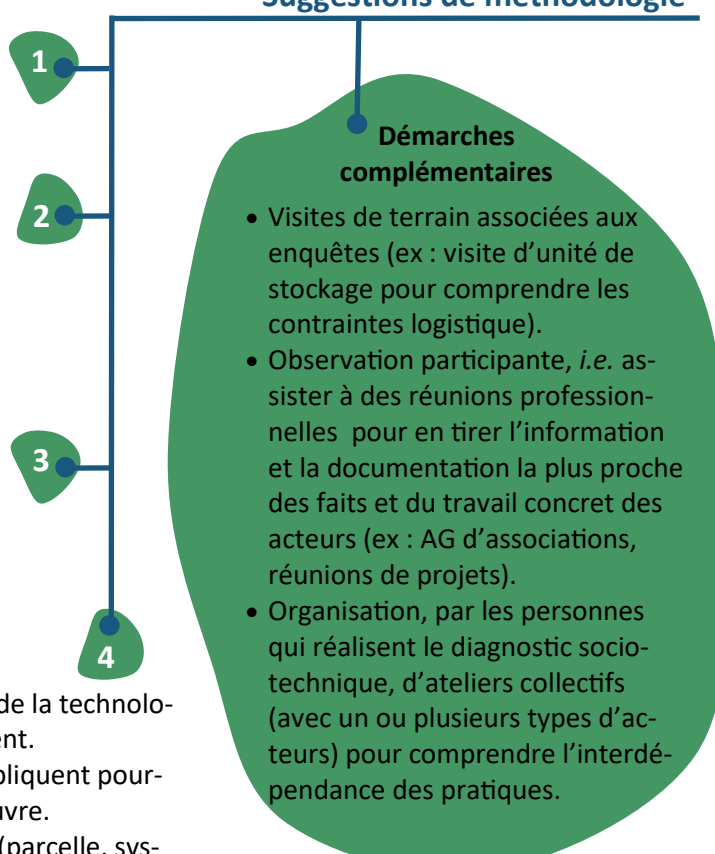 Suggestions de méthodologie
1
2
3
4
Démarches
complémentaires
• Visites de terrain associées aux
enquêtes (ex : visite d’unité de
stockage pour comprendre les
contraintes logistique).
• Observation participante, i.e. as-
sister à des réunions profession-
nelles pour en tirer l’information
et la documentation la plus proche
des faits et du travail concret des
acteurs (ex : AG d’associations,
réunions de projets).
• Organisation, par les personnes
qui réalisent le diagnostic socio-
technique, d’ateliers collectifs
(avec un ou plusieurs types d’ac-
teurs) pour comprendre l’interdé-
pendance des pratiques.
de la technolo-
ent.
pliquent pour-
uvre.
(parcelle, sys-